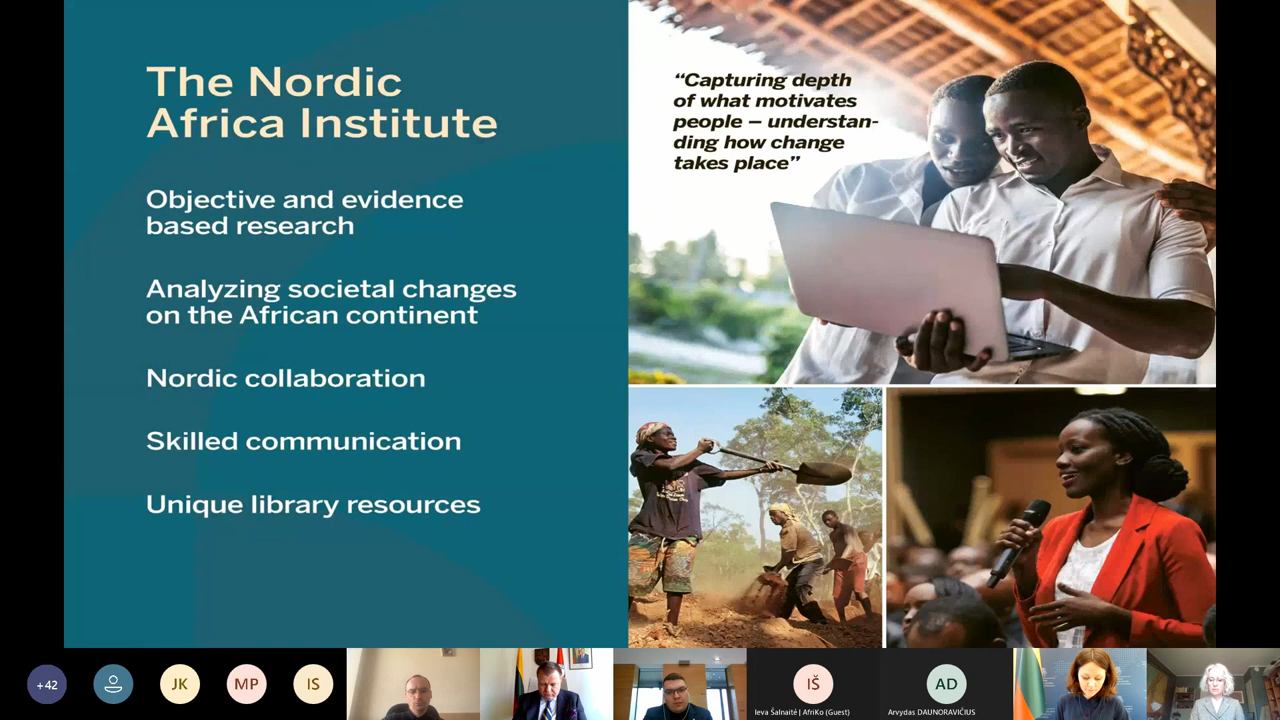 The Nordic
Africa Institute
Objective and evidence
based research
Analyzing societal changes
on the African continent
Nordic collaboration
Skilled communication
Unique library resources
“Capturing depth
of what motivates
people – understan-
ding how change
takes place”
+42
JK
MP
IS
IŠ
Ieva Šalnaitė | AfriKo (Guest)
AD
Arvydas DAUNORAVIČIUS